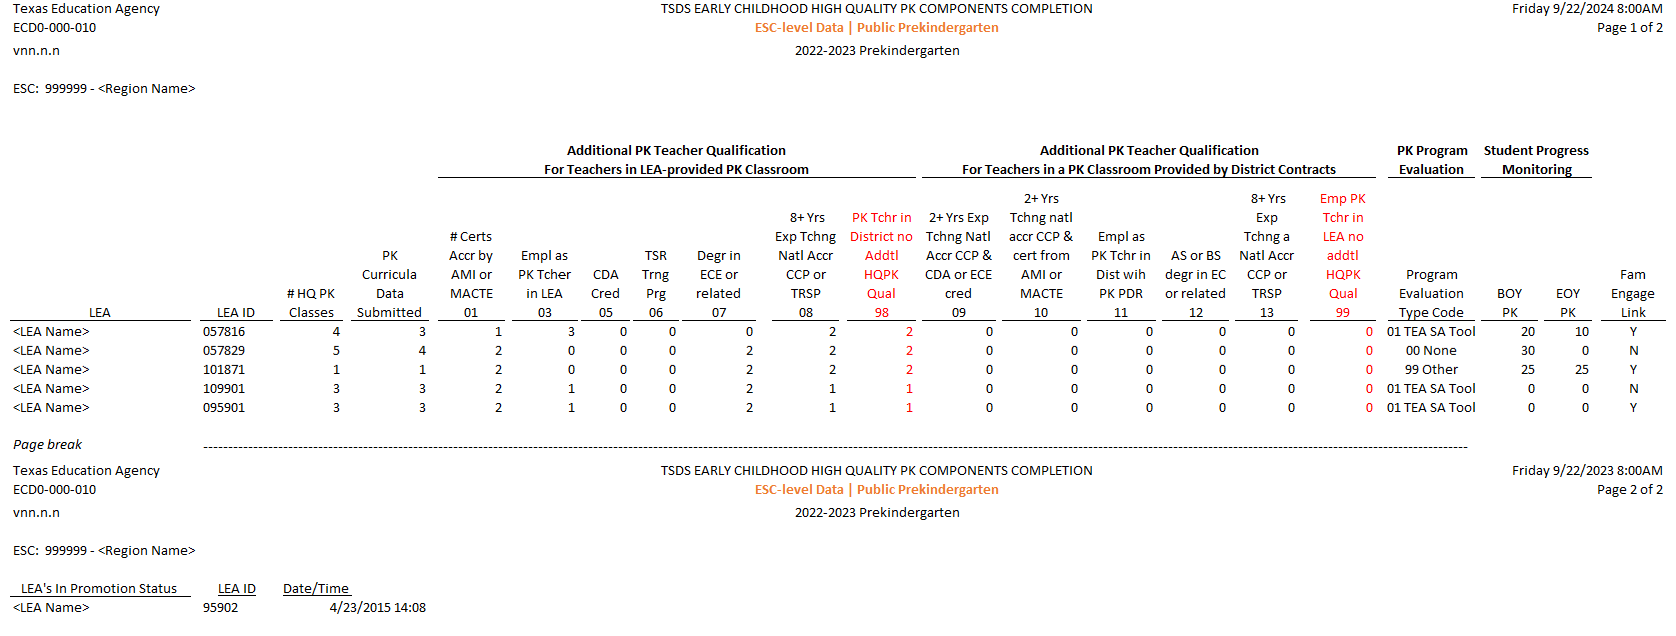 Texas Education Agency TSDS EARLY CHILDHOOD HIGH QUALITY PK COMPONENTS COMPLETION Friday 9/22/2024 8:00AM
ECD0-000-010 ESC-level Data | Public Prekindergarten Page 1 of 2
vnn.n.n 2022-2023 Prekindergarten
ESC: 999999 - <Region Name>
Additional PK Teacher Qualification Additional PK Teacher Qualification PK Program Student Progress
For Teachers in LEA-provided PK Classroom For Teachers in a PK Classroom Provided by District Contracts Evaluation Monitoring
2+ Yrs 8+ Yrs Emp PK
8+ Yrs PK Tchr in 2+ Yrs Exp Tchng natl Exp Tchr in
# Certs Exp Tchng District no Tchng Natl accr CCP & Empl as Tchng a LEA no
PK Accr by Empl as TSR Degr in Natl Accr Addtl Accr CCP & cert from PK Tchr in AS or BS Natl Accr addtl
Curricula AMI or PK Tcher CDA Trng ECE or CCP or HQPK CDA or ECE AMI or Dist wih degr in EC CCP or HQPK Program Fam
# HQ PK Data MACTE in LEA Cred Prg related TRSP Qual cred MACTE PK PDR or related TRSP Qual Evaluation BOY EOY Engage
LEA LEA ID Classes Submitted 01 03 05 06 07 08 98 09 10 11 12 13 99 Type Code PK PK Link
<LEA Name> 057816 4 3 1 3 0 0 0 2 2 0 0 0 0 0 0 01 TEA SA Tool 20 10 Y
<LEA Name> 057829 5 4 2 0 0 0 2 2 2 0 0 0 0 0 0 00 None 30 0 N
<LEA Name> 101871 1 1 2 0 0 0 2 2 2 0 0 0 0 0 0 99 Other 25 25 Y
<LEA Name> 109901 3 3 2 1 0 0 2 1 1 0 0 0 0 0 0 01 TEA SA Tool 0 0 N
<LEA Name> 095901 3 3 2 1 0 0 2 1 1 0 0 0 0 0 0 01 TEA SA Tool 0 0 Y
Page break
Texas Education Agency TSDS EARLY CHILDHOOD HIGH QUALITY PK COMPONENTS COMPLETION Friday 9/22/2023 8:00AM
ECD0-000-010 ESC-level Data | Public Prekindergarten Page 2 of 2
vnn.n.n 2022-2023 Prekindergarten
ESC: 999999 - <Region Name>
LEA's In Promotion Status LEA ID Date/Time
<LEA Name> 95902 4/23/2015 14:08